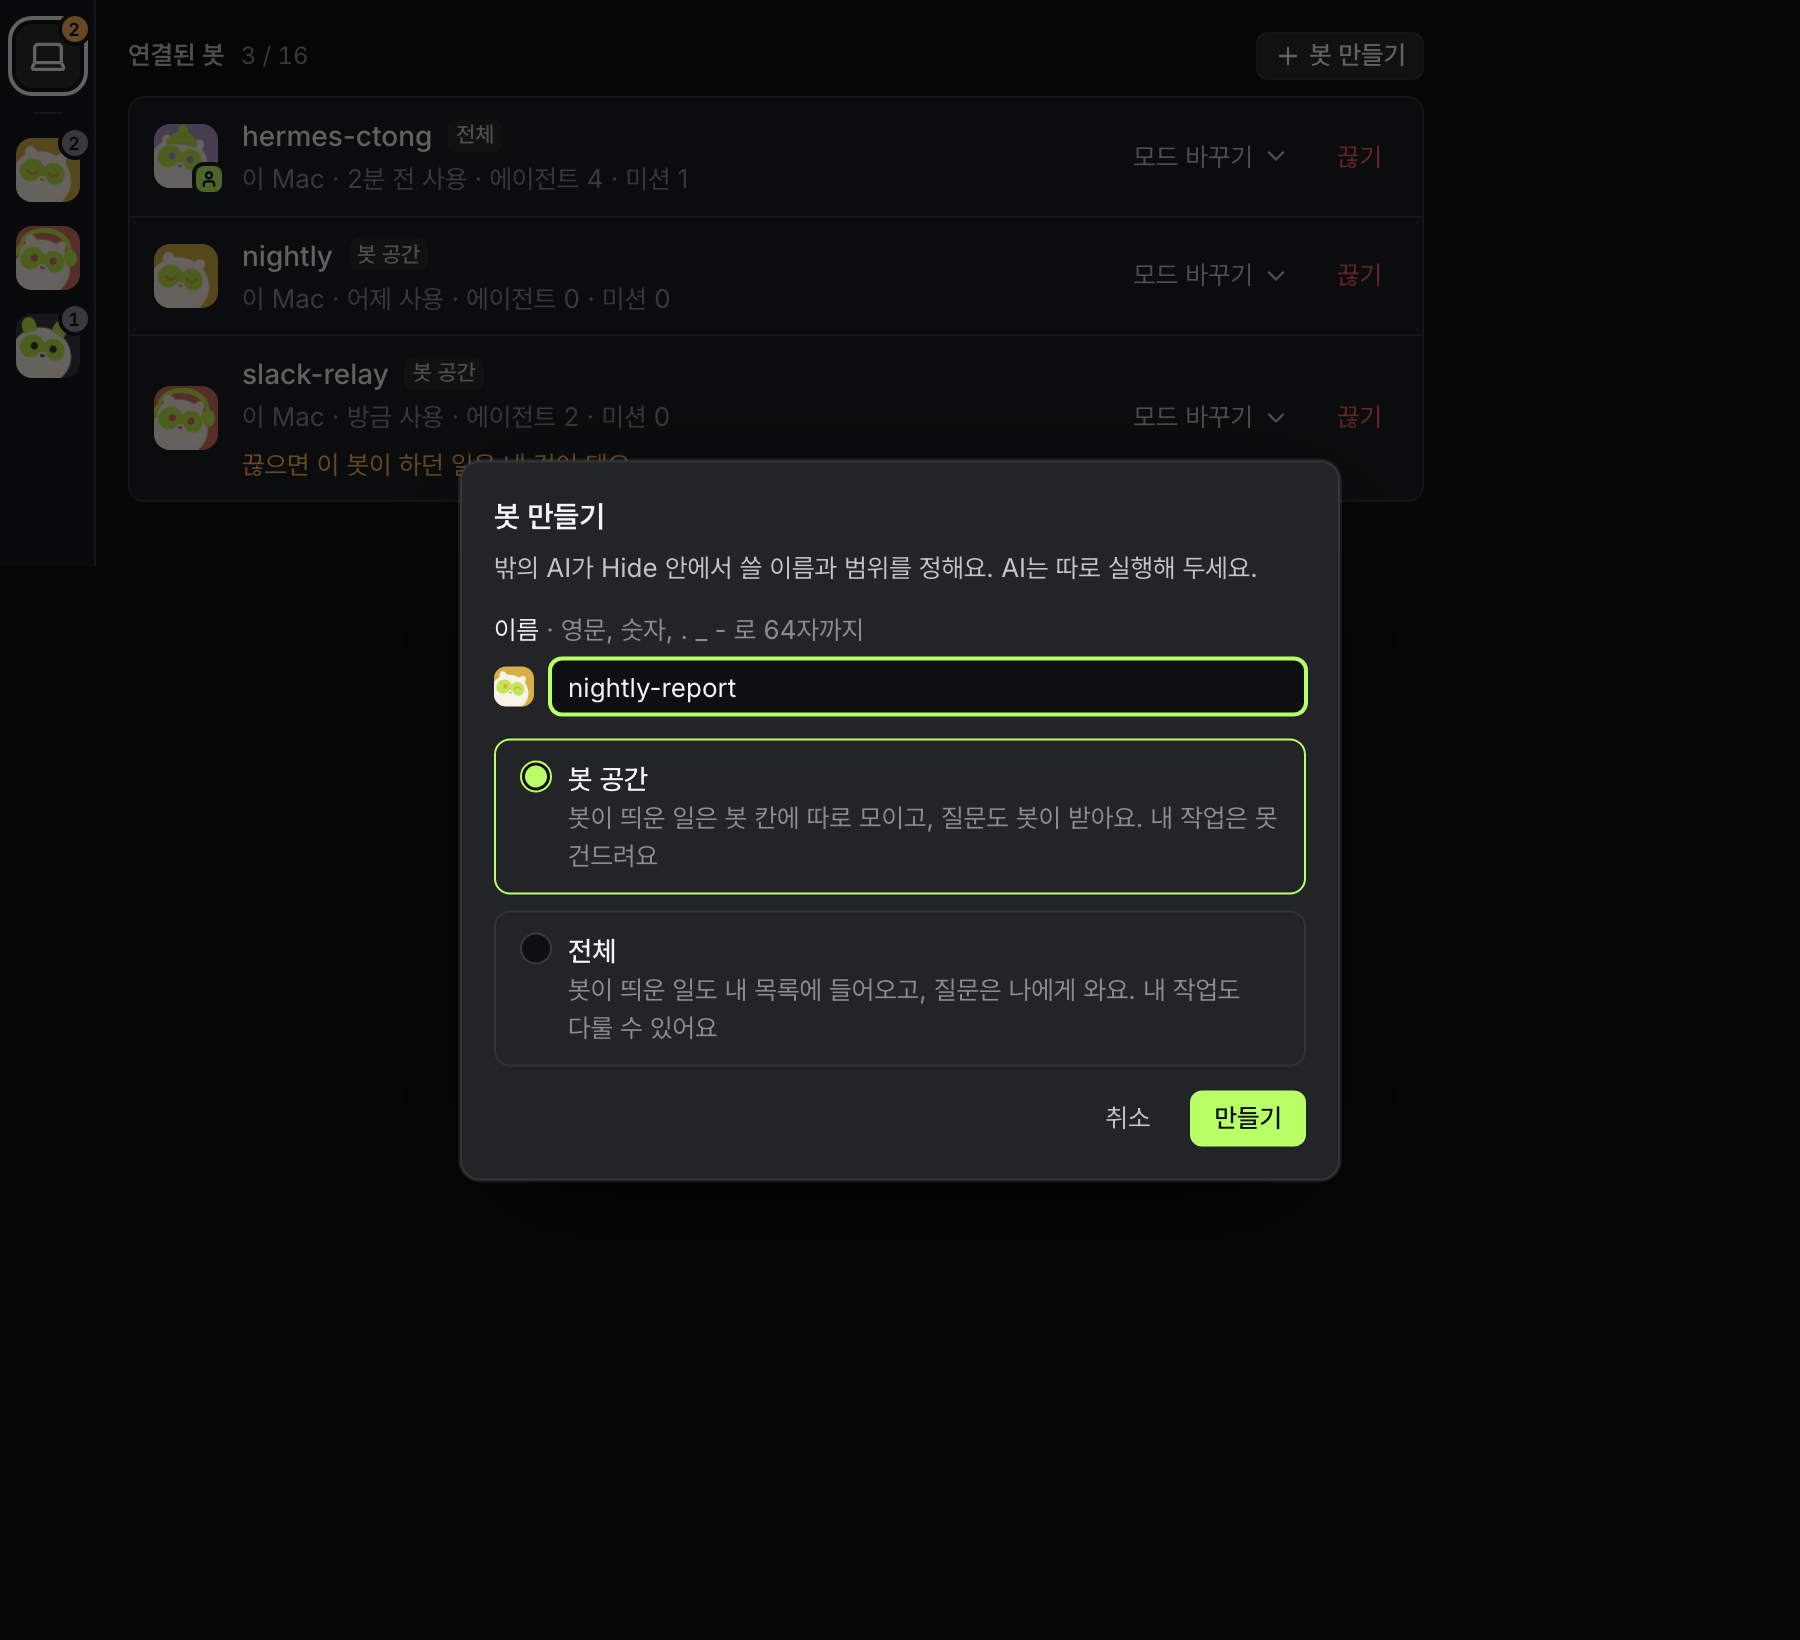 2
연결된 봇 3 / 16
+ 봇 만들기
2
hermes-ctong 전체
이 Mac · 2분 전 사용 · 에이전트 4 · 미션 1
모드 바꾸기
끊기
nightly 봇 공간
이 Mac · 어제 사용 · 에이전트 0 · 미션 0
모드 바꾸기
끊기
1
slack-relay 봇 공간
이 Mac · 방금 사용 · 에이전트 2 · 미션 0
모드 바꾸기
끊기
끊으면 이 봇이 하던
봇 만들기
밖의 AI가 Hide 안에서 쓸 이름과 범위를 정해요. AI는 따로 실행해 두세요.
이름 · 영문, 숫자, . _ - 로 64자까지
nightly-report
봇 공간
봇이 띄운 일은 봇 칸에 따로 모이고, 질문도 봇이 받아요. 내 작업은 못
건드려요
전체
봇이 띄운 일도 내 목록에 들어오고, 질문은 나에게 와요. 내 작업도
다룰 수 있어요
취소
만들기